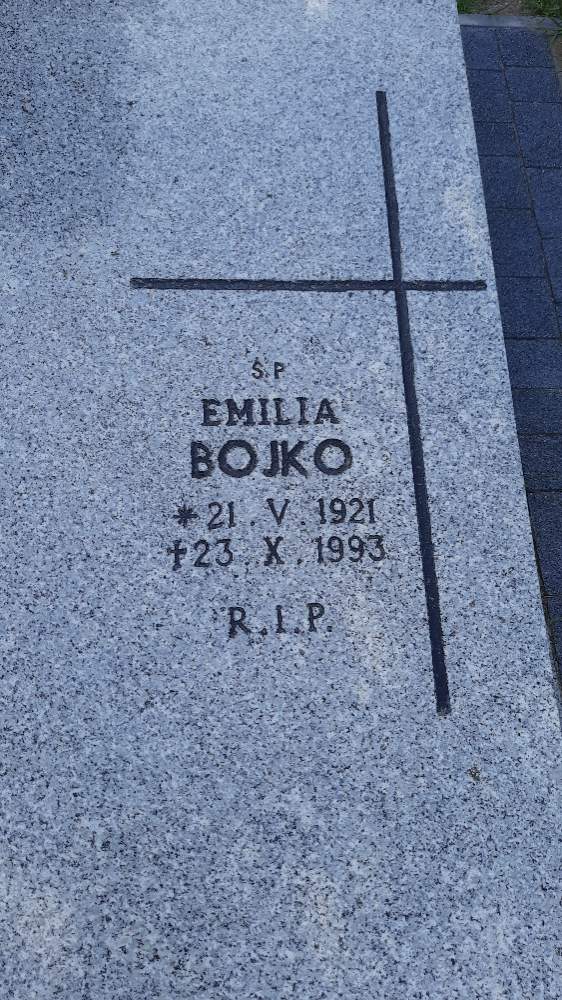 Ś.P
EMILIA
BOJKO
* 21 . V . 1921
✝ 23 . X . 1993
R.I.P.